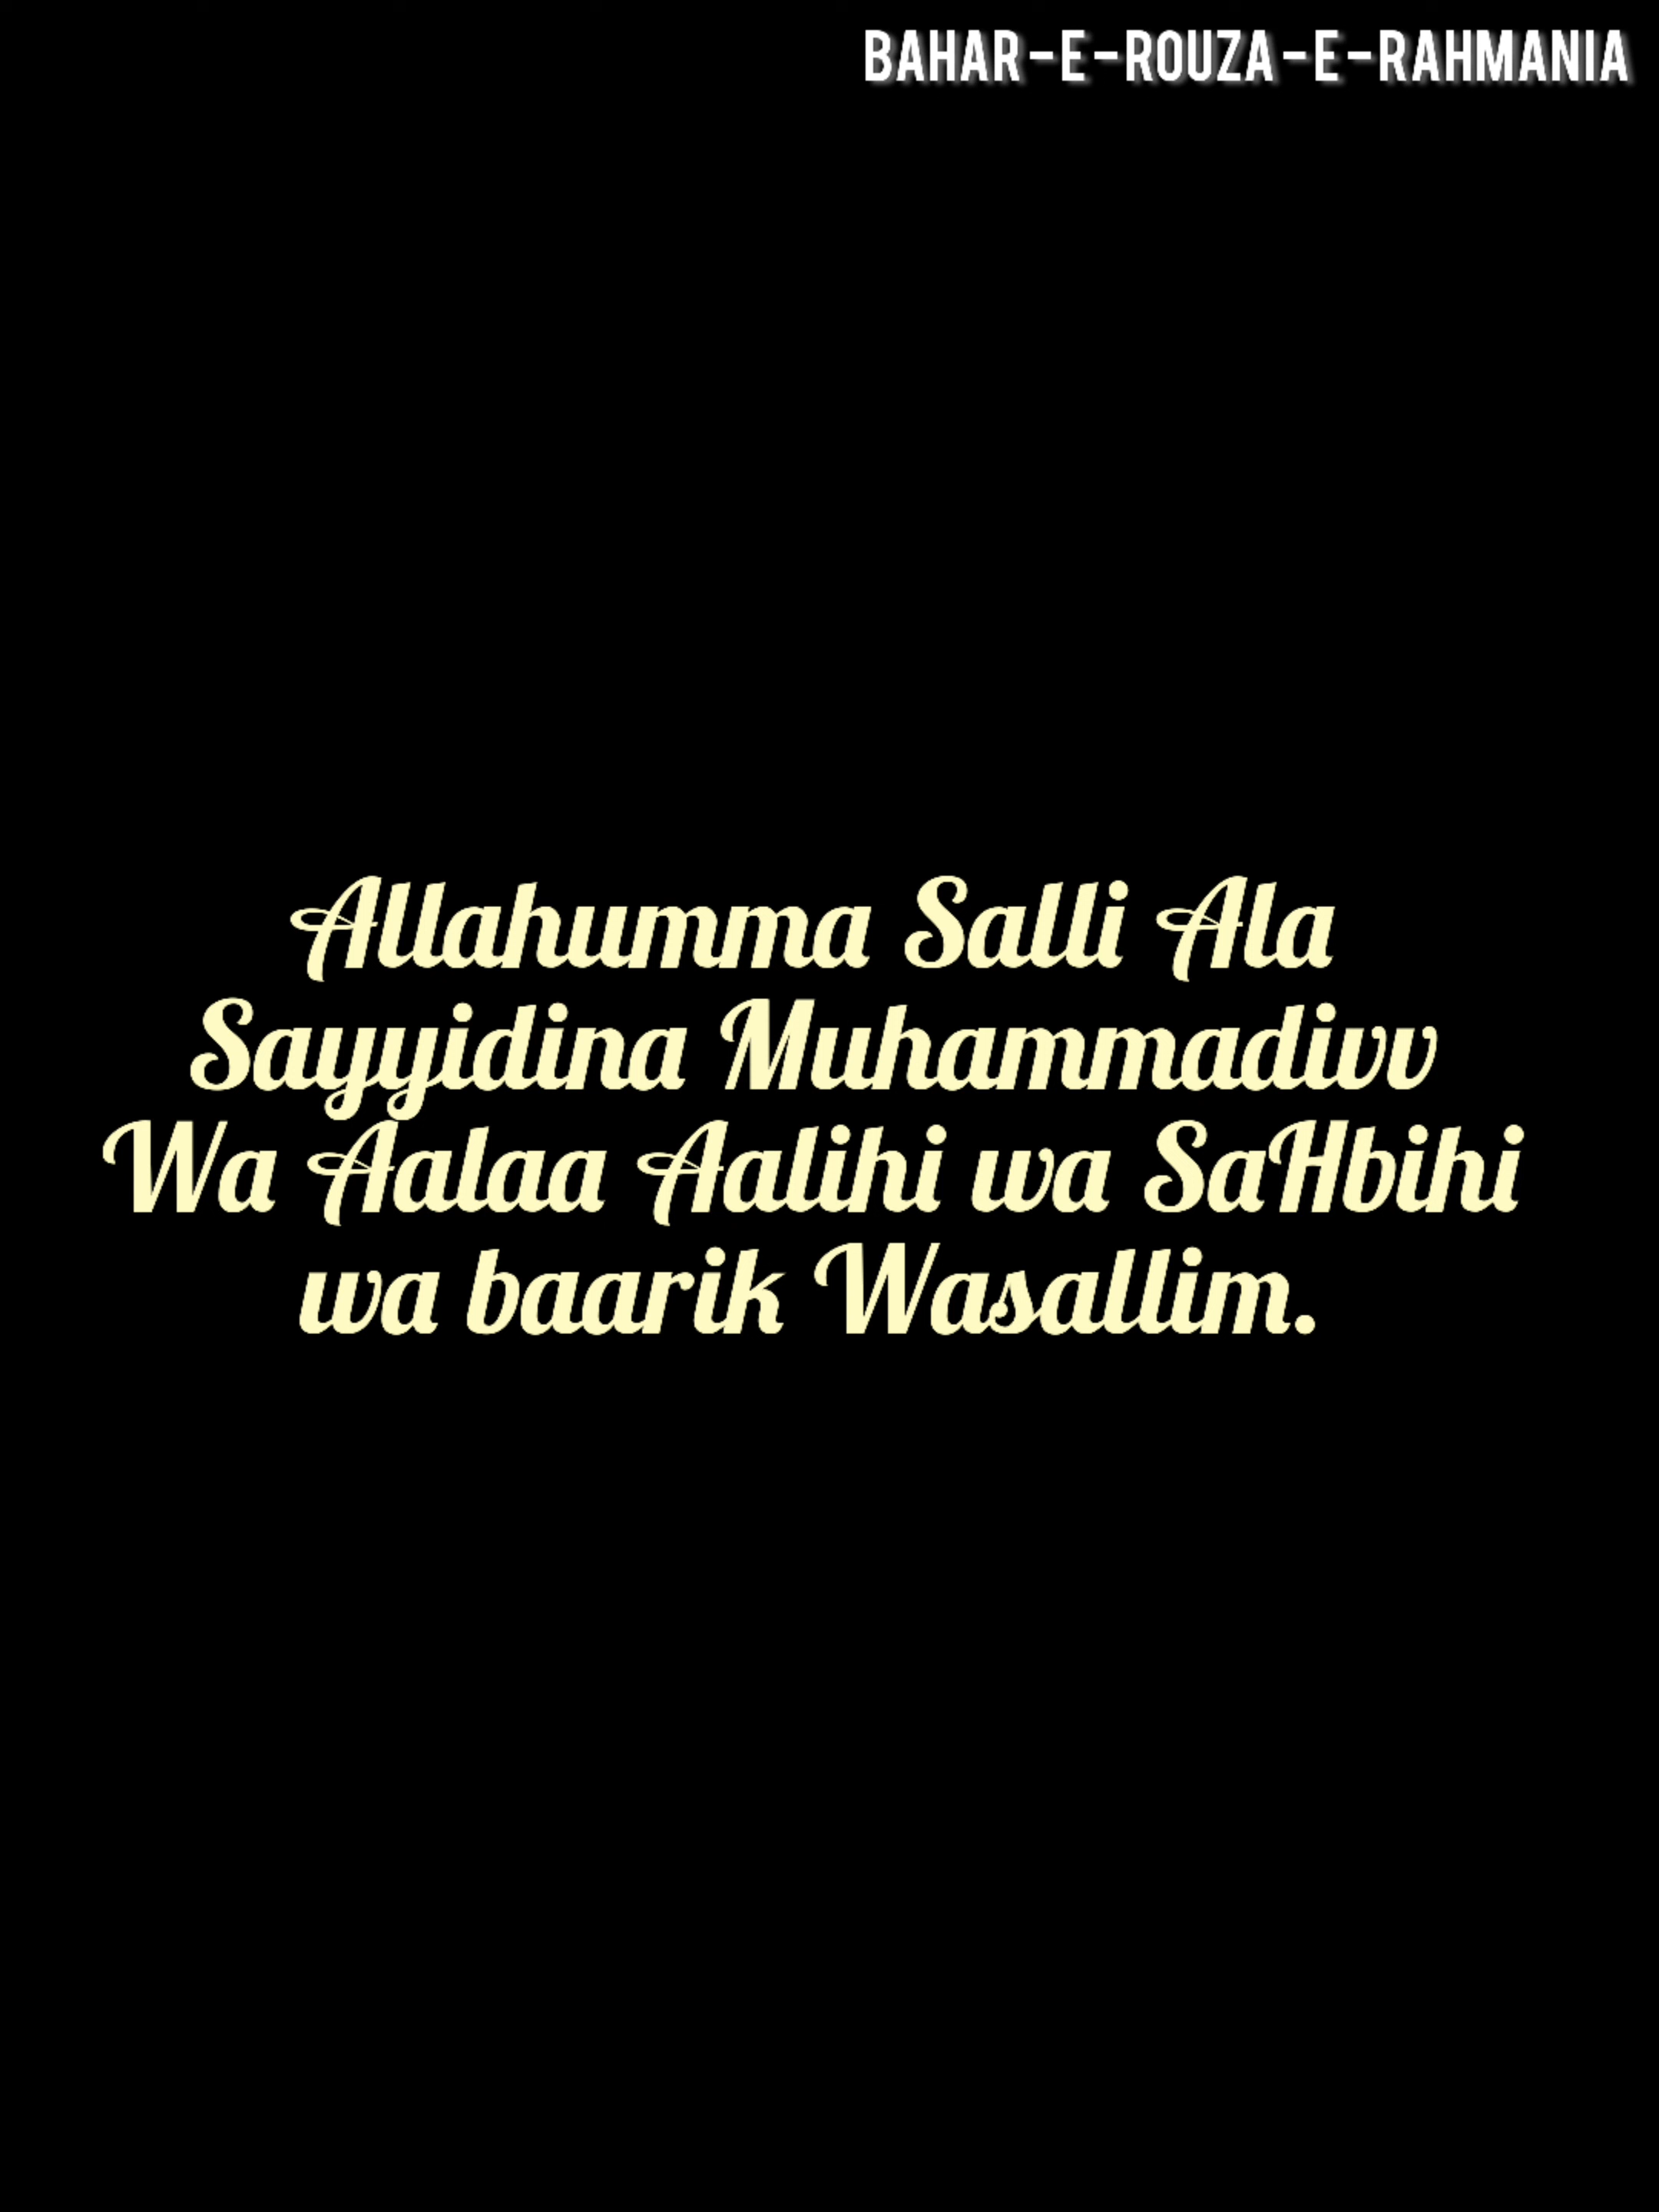 BAHAR-E-ROUZA-E-RAHMANIA
Allahumma Salli Ala
Sayyidina Muhammadivv
Wa Aalaa Aalihi wa SaHbihi
wa baarik Wasallim.